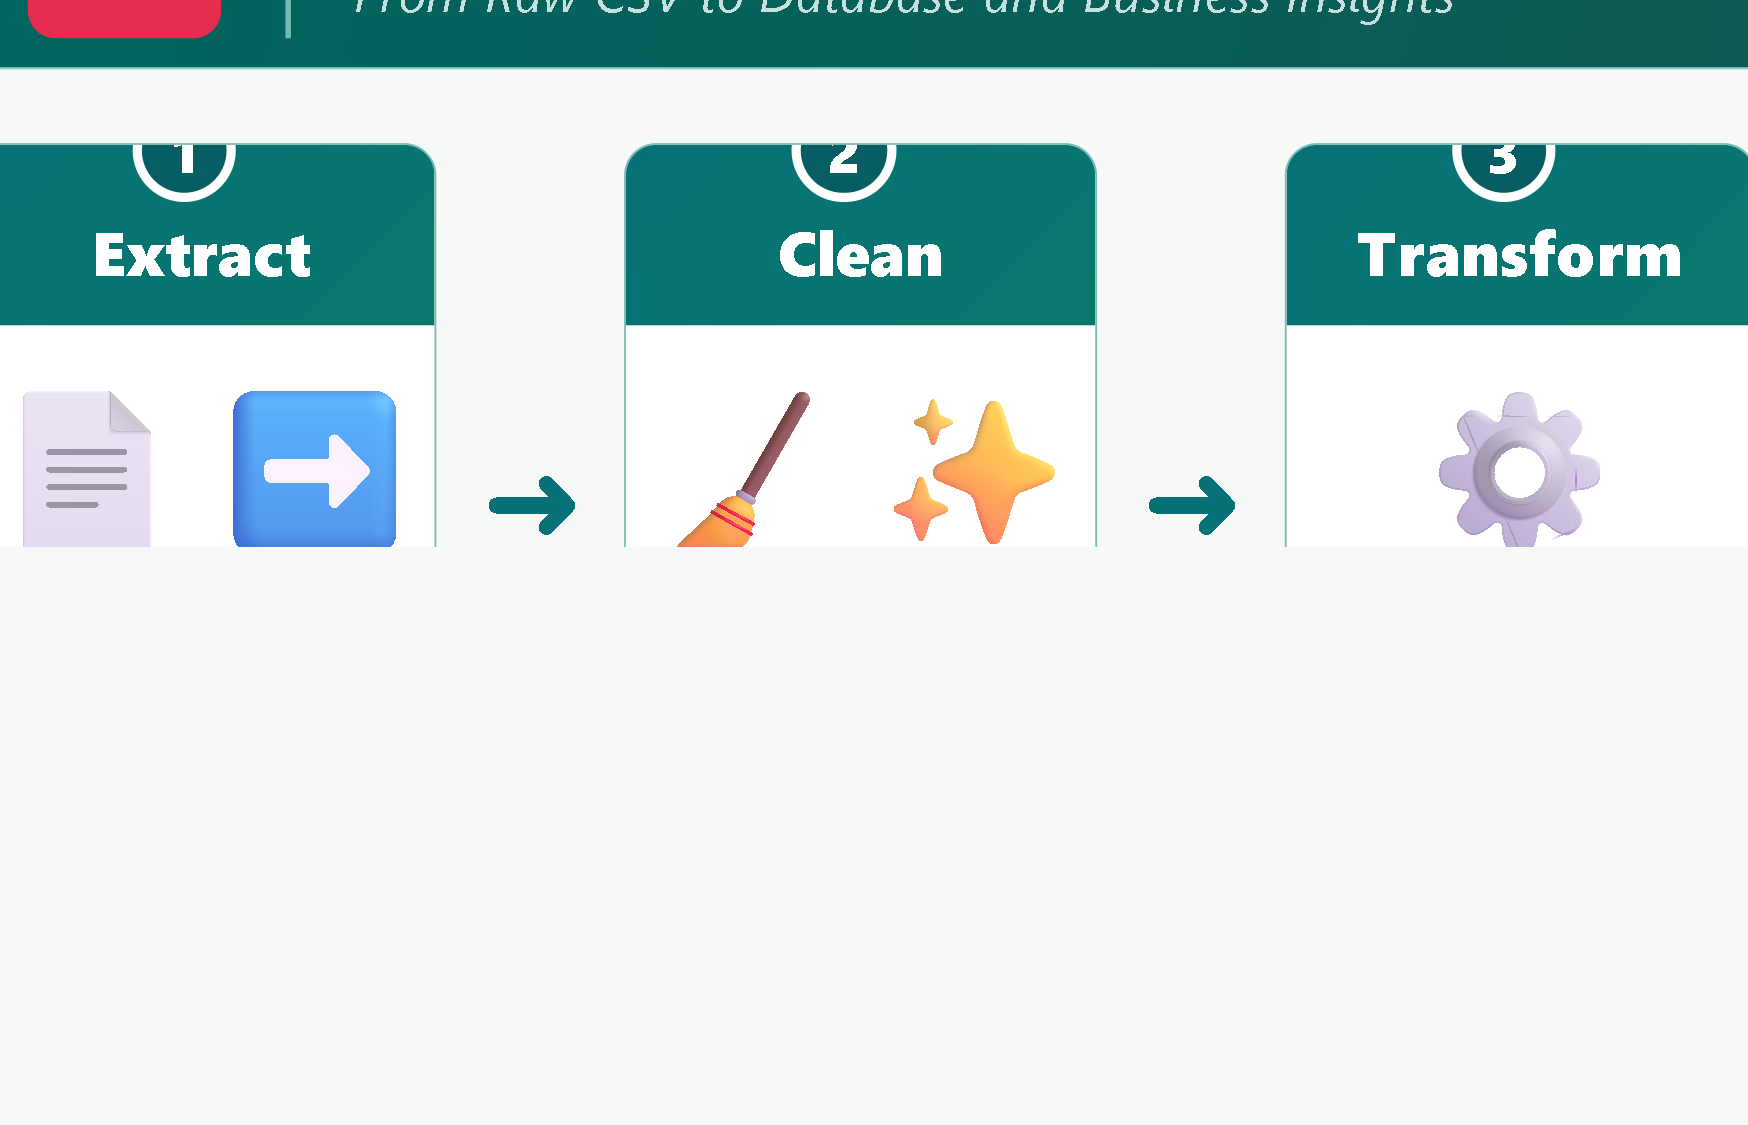 From Raw CSV to Database and Business Insights
1
2
3
Extract
Clean
Transform